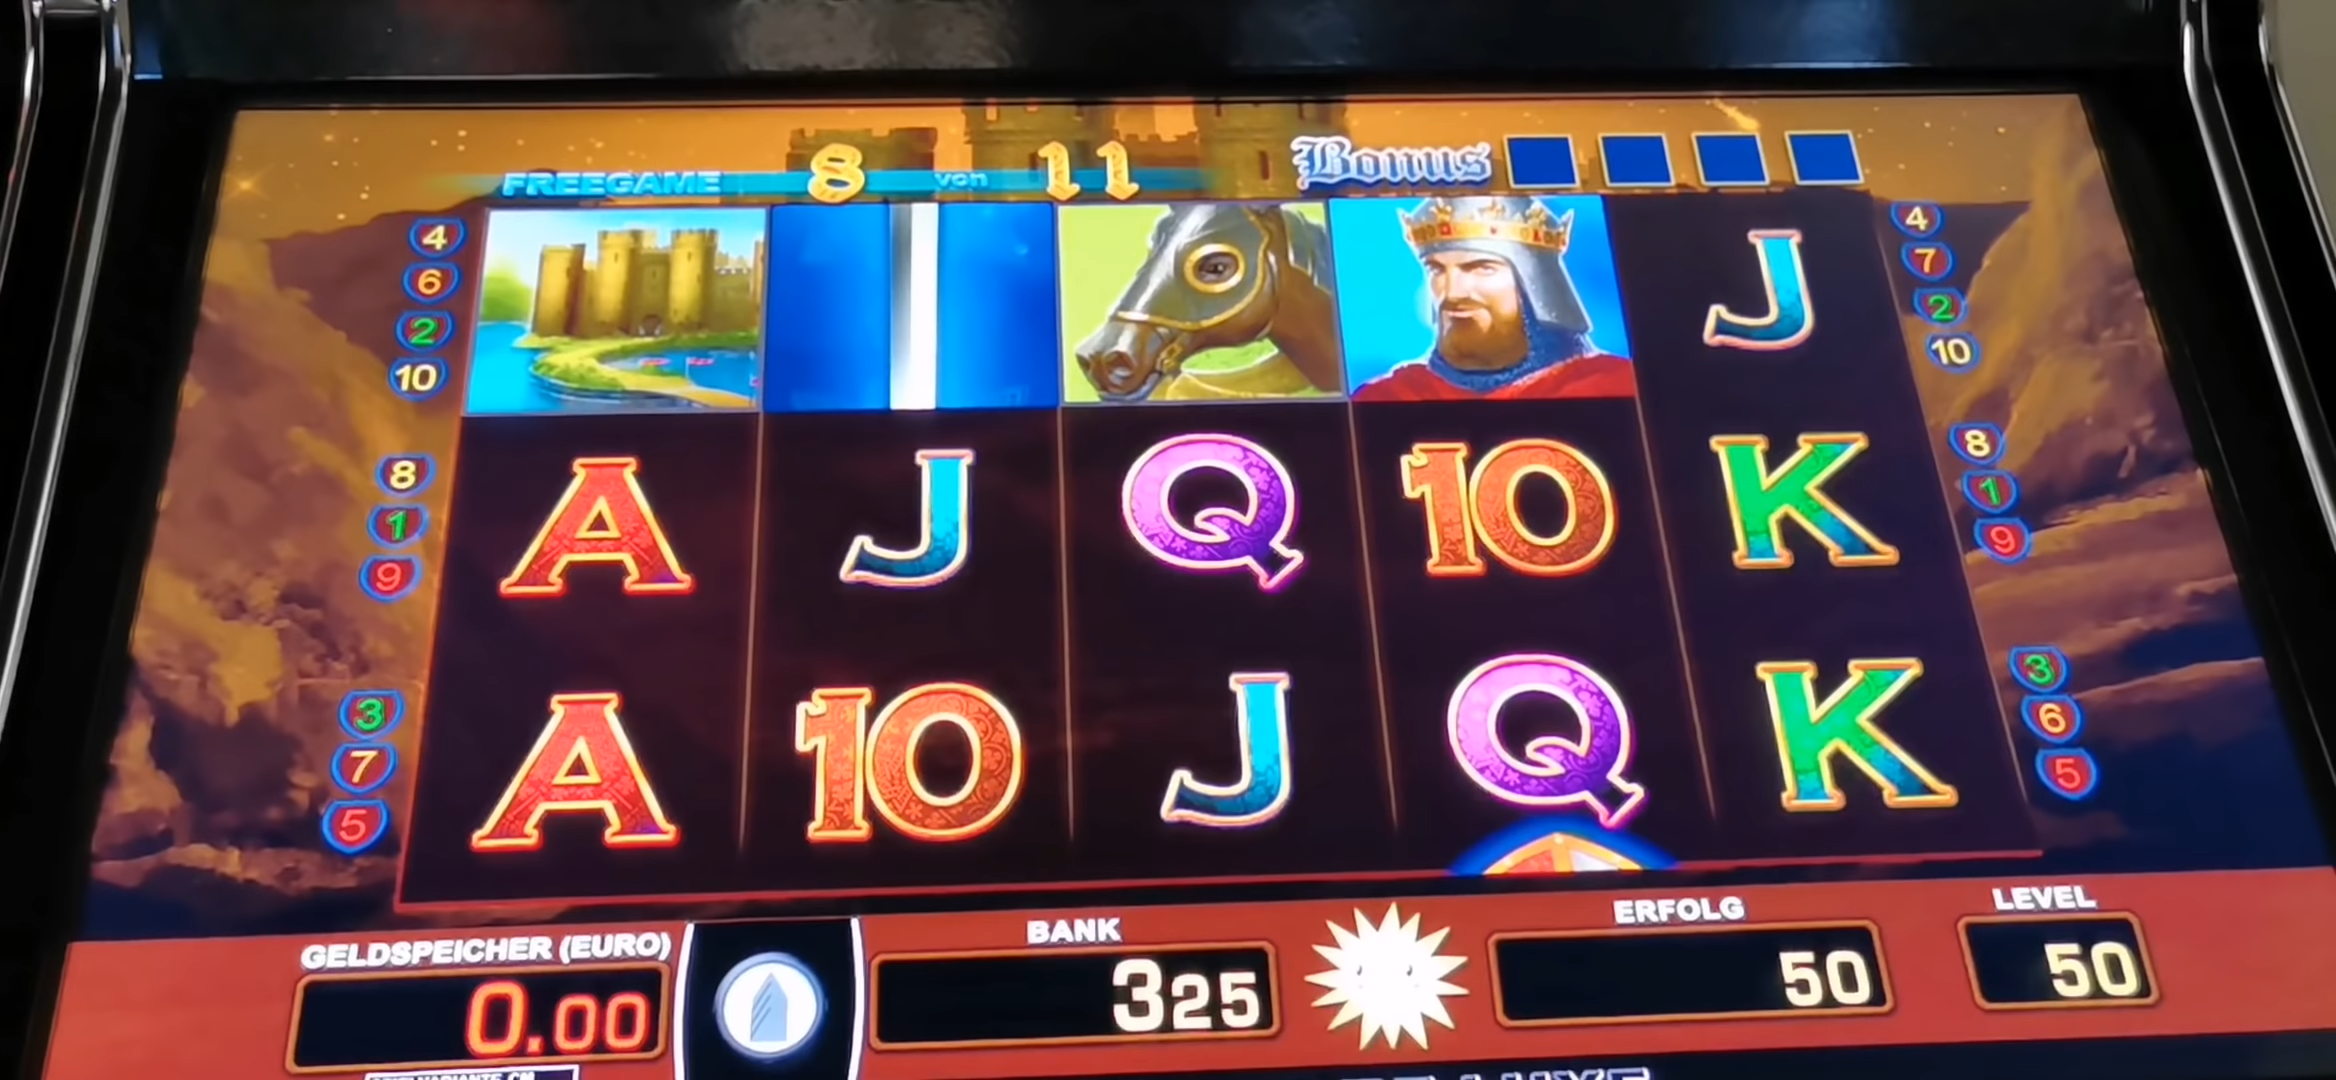 FREEGAME 8 von 11 Bonus
4 4
6 7
2 2
10 10
J
8 8
1 1
9 9
A J Q 10 K
3 3
7 6
5 5
A 10 J Q K
GELDSPEICHER (EURO) BANK ERFOLG LEVEL
0.00 325 50 50